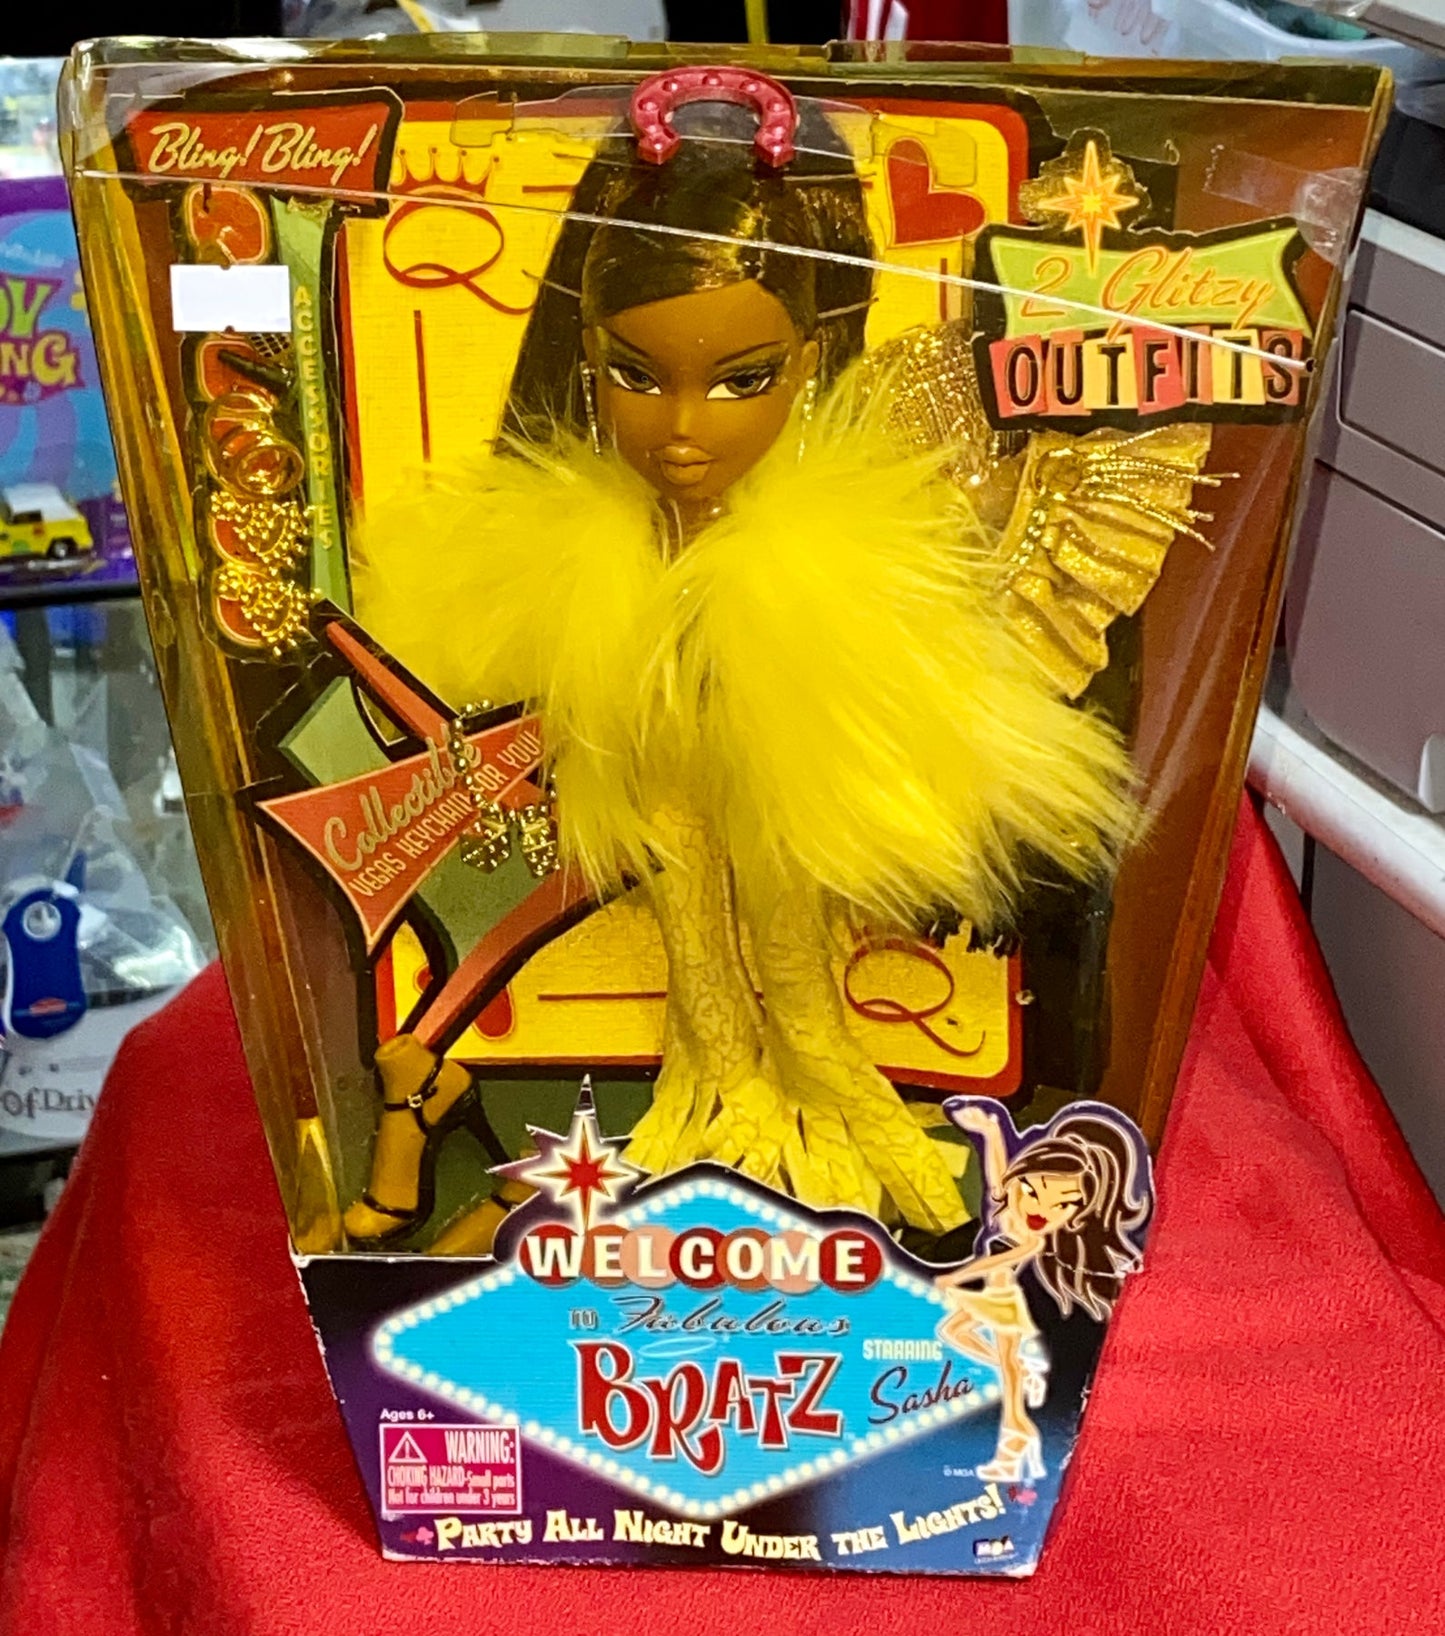 Bling! Bling!
ACCESSORIES
2 Glitzy
OUTFITS
Q
Q
Collectible
VEGAS KEYCHAIN FOR YOU!
WELCOME
TO Fabulous
BRATZ
STARRING
Sasha
Ages 6+
WARNING:
CHOKING HAZARD-Small parts
Not for children under 3 years
© MGA
PARTY ALL NIGHT UNDER THE LIGHTS!
MGA
Of Driv